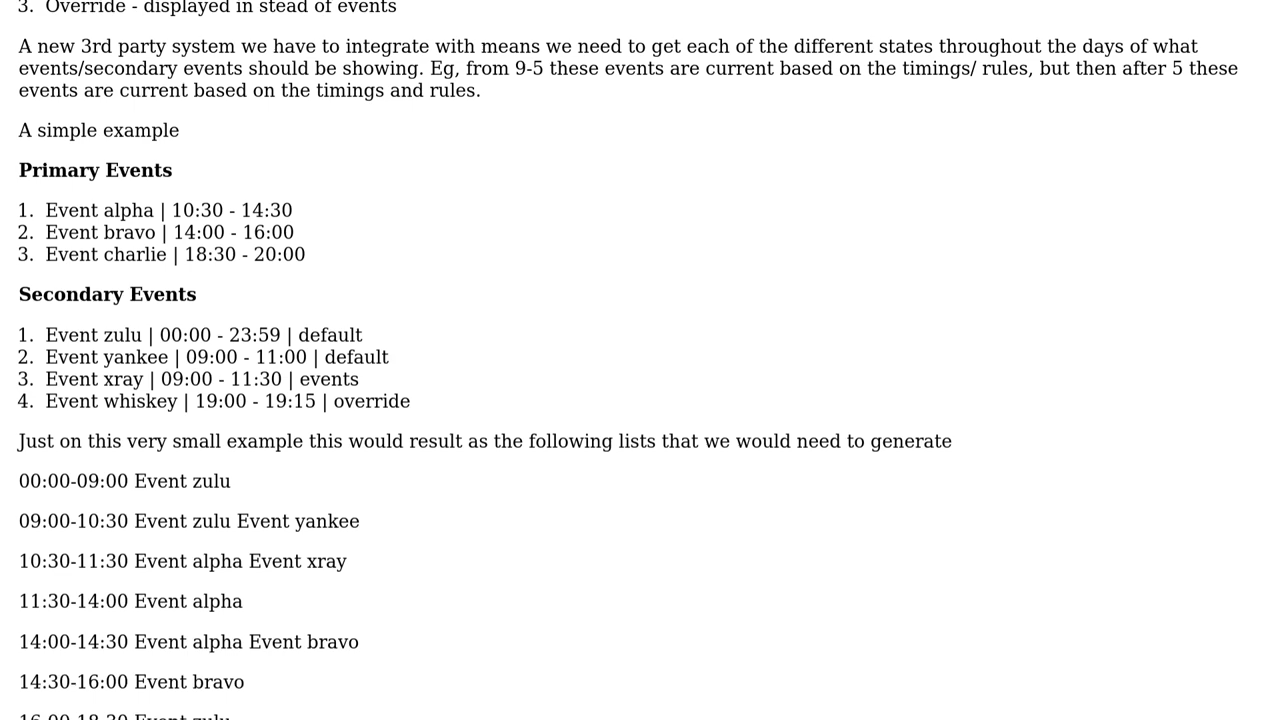 3. Override - displayed in stead of events
A new 3rd party system we have to integrate with means we need to get each of the different states throughout the days of what
events/secondary events should be showing. Eg, from 9-5 these events are current based on the timings/ rules, but then after 5 these
events are current based on the timings and rules.
A simple example
Primary Events
1. Event alpha | 10:30 - 14:30
2. Event bravo | 14:00 - 16:00
3. Event charlie | 18:30 - 20:00
Secondary Events
1. Event zulu | 00:00 - 23:59 | default
2. Event yankee | 09:00 - 11:00 | default
3. Event xray | 09:00 - 11:30 | events
4. Event whiskey | 19:00 - 19:15 | override
Just on this very small example this would result as the following lists that we would need to generate
00:00-09:00 Event zulu
09:00-10:30 Event zulu Event yankee
10:30-11:30 Event alpha Event xray
11:30-14:00 Event alpha
14:00-14:30 Event alpha Event bravo
14:30-16:00 Event bravo
16:00-18:30 Event zulu